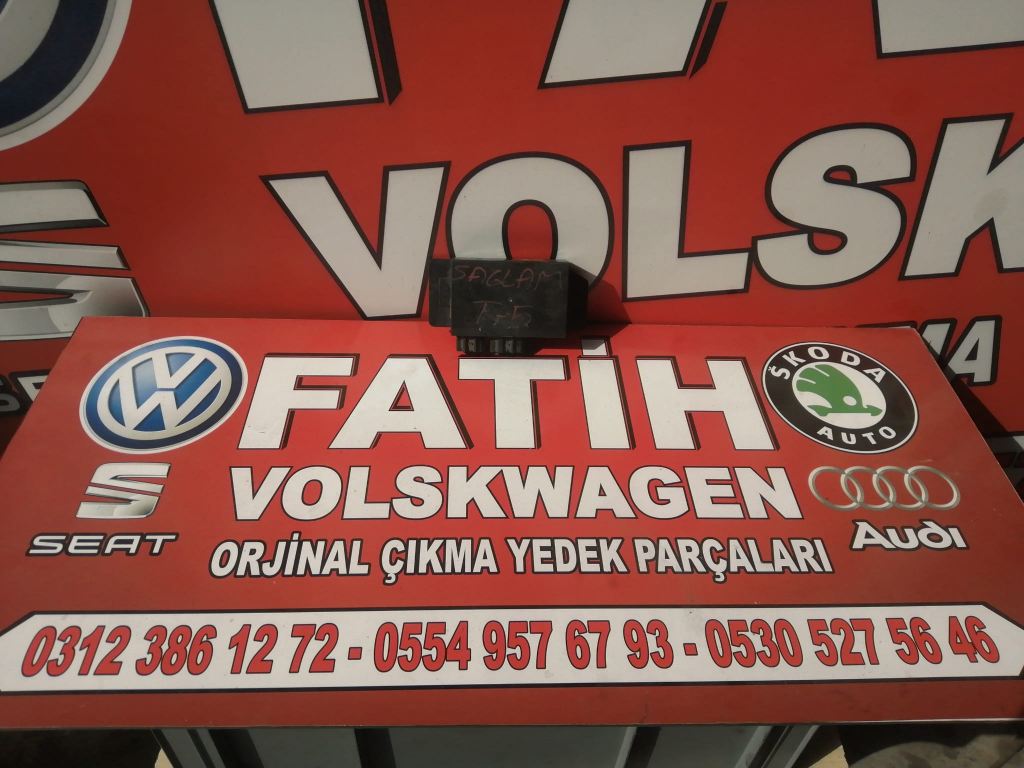 VOLSK
SAĞLAM
FATİH
VOLSKWAGEN
ORJİNAL ÇIKMA YEDEK PARÇALARI
SEAT
ŠKODA
AUTO
Audi
0312 386 12 72 - 0554 957 67 93 - 0530 527 56 46